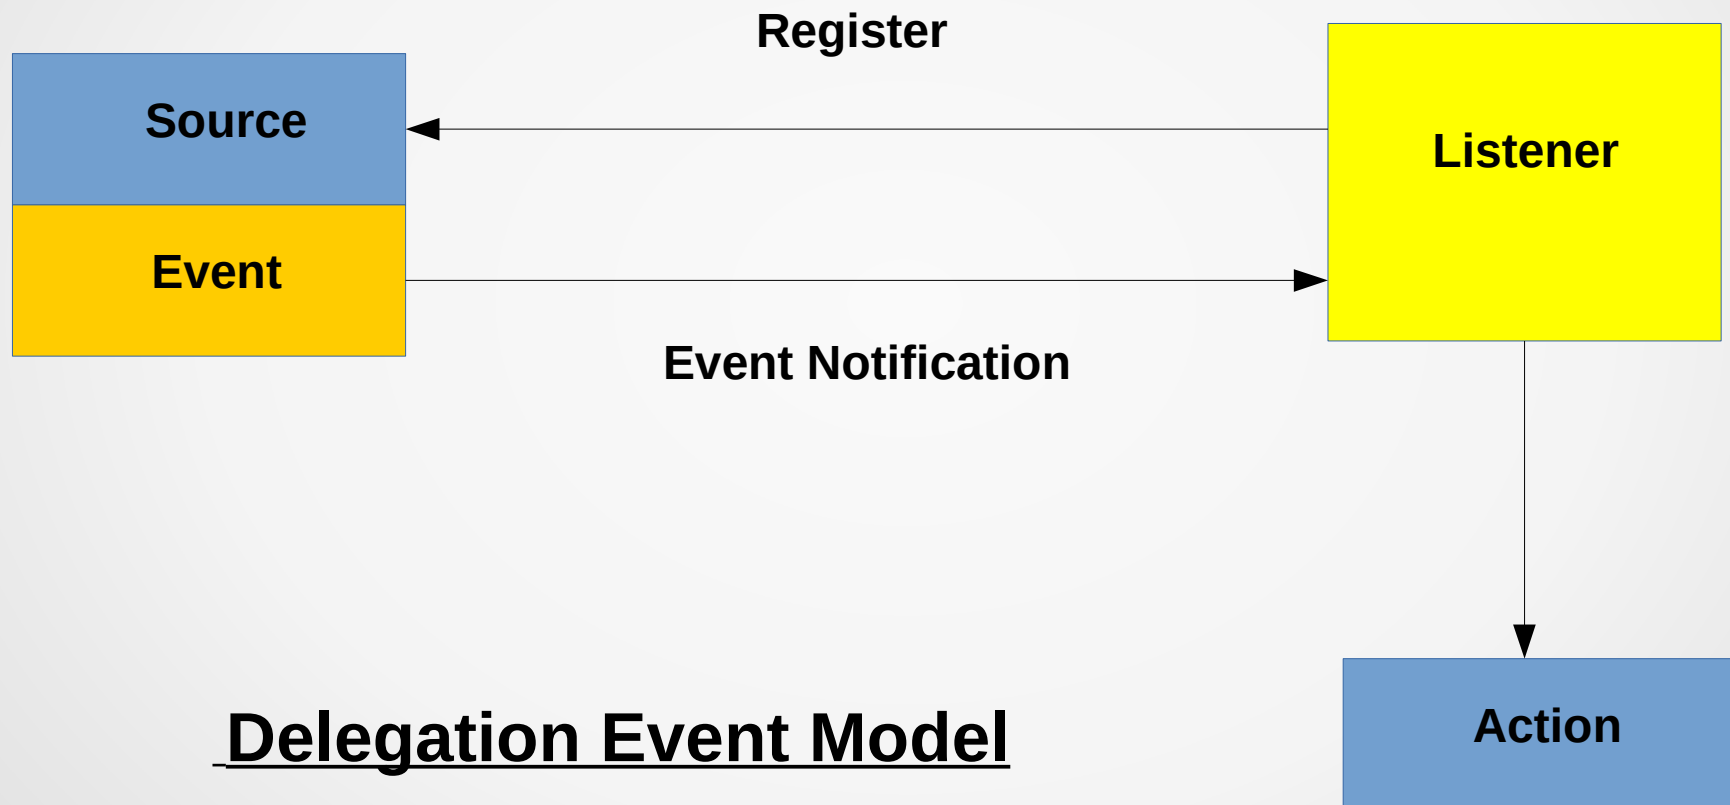 Register
Source
Listener
Event
Event Notification
Delegation Event Model
Action